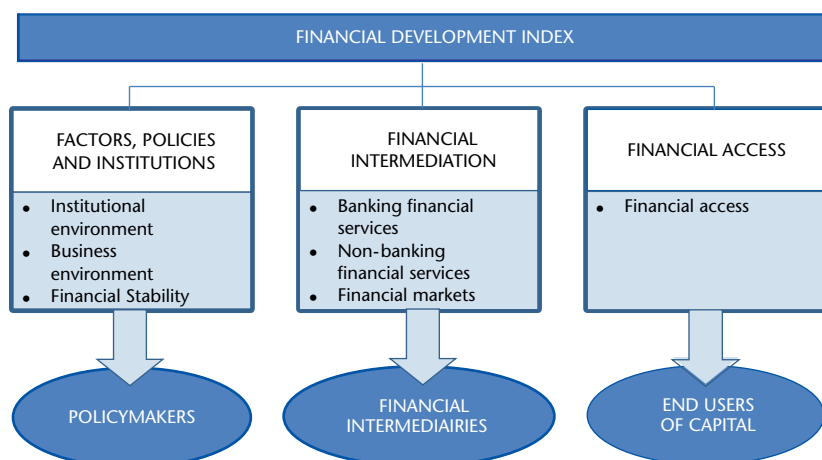 FINANCIAL DEVELOPMENT INDEX
FACTORS, POLICIES
AND INSTITUTIONS
• Institutional
environment
• Business
environment
• Financial Stability
POLICYMAKERS
FINANCIAL
INTERMEDIATION
• Banking financial
services
• Non-banking
financial services
• Financial markets
FINANCIAL
INTERMEDIAIRIES
FINANCIAL ACCESS
• Financial access
END USERS
OF CAPITAL